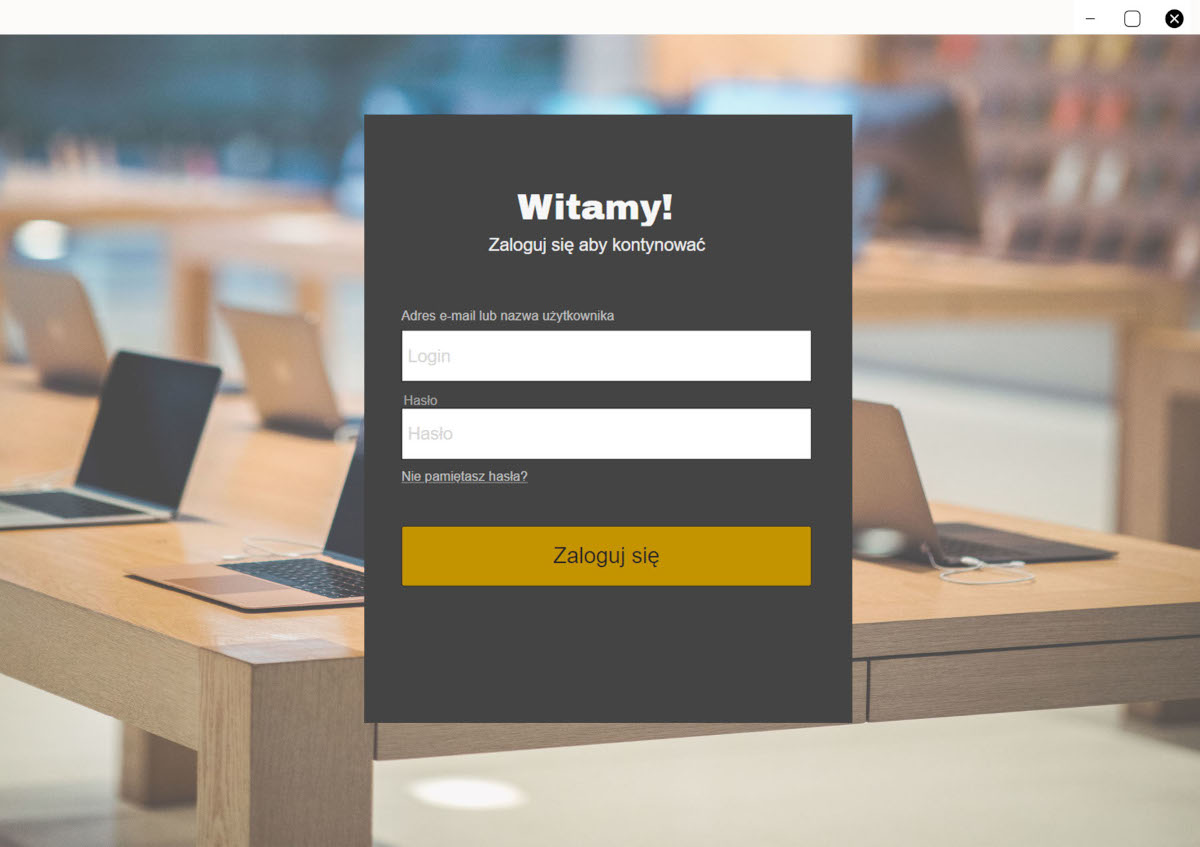 Witamy!
Zaloguj się aby kontynować
Adres e-mail lub nazwa użytkownika
Login
Hasło
Hasło
Nie pamiętasz hasła?
Zaloguj się